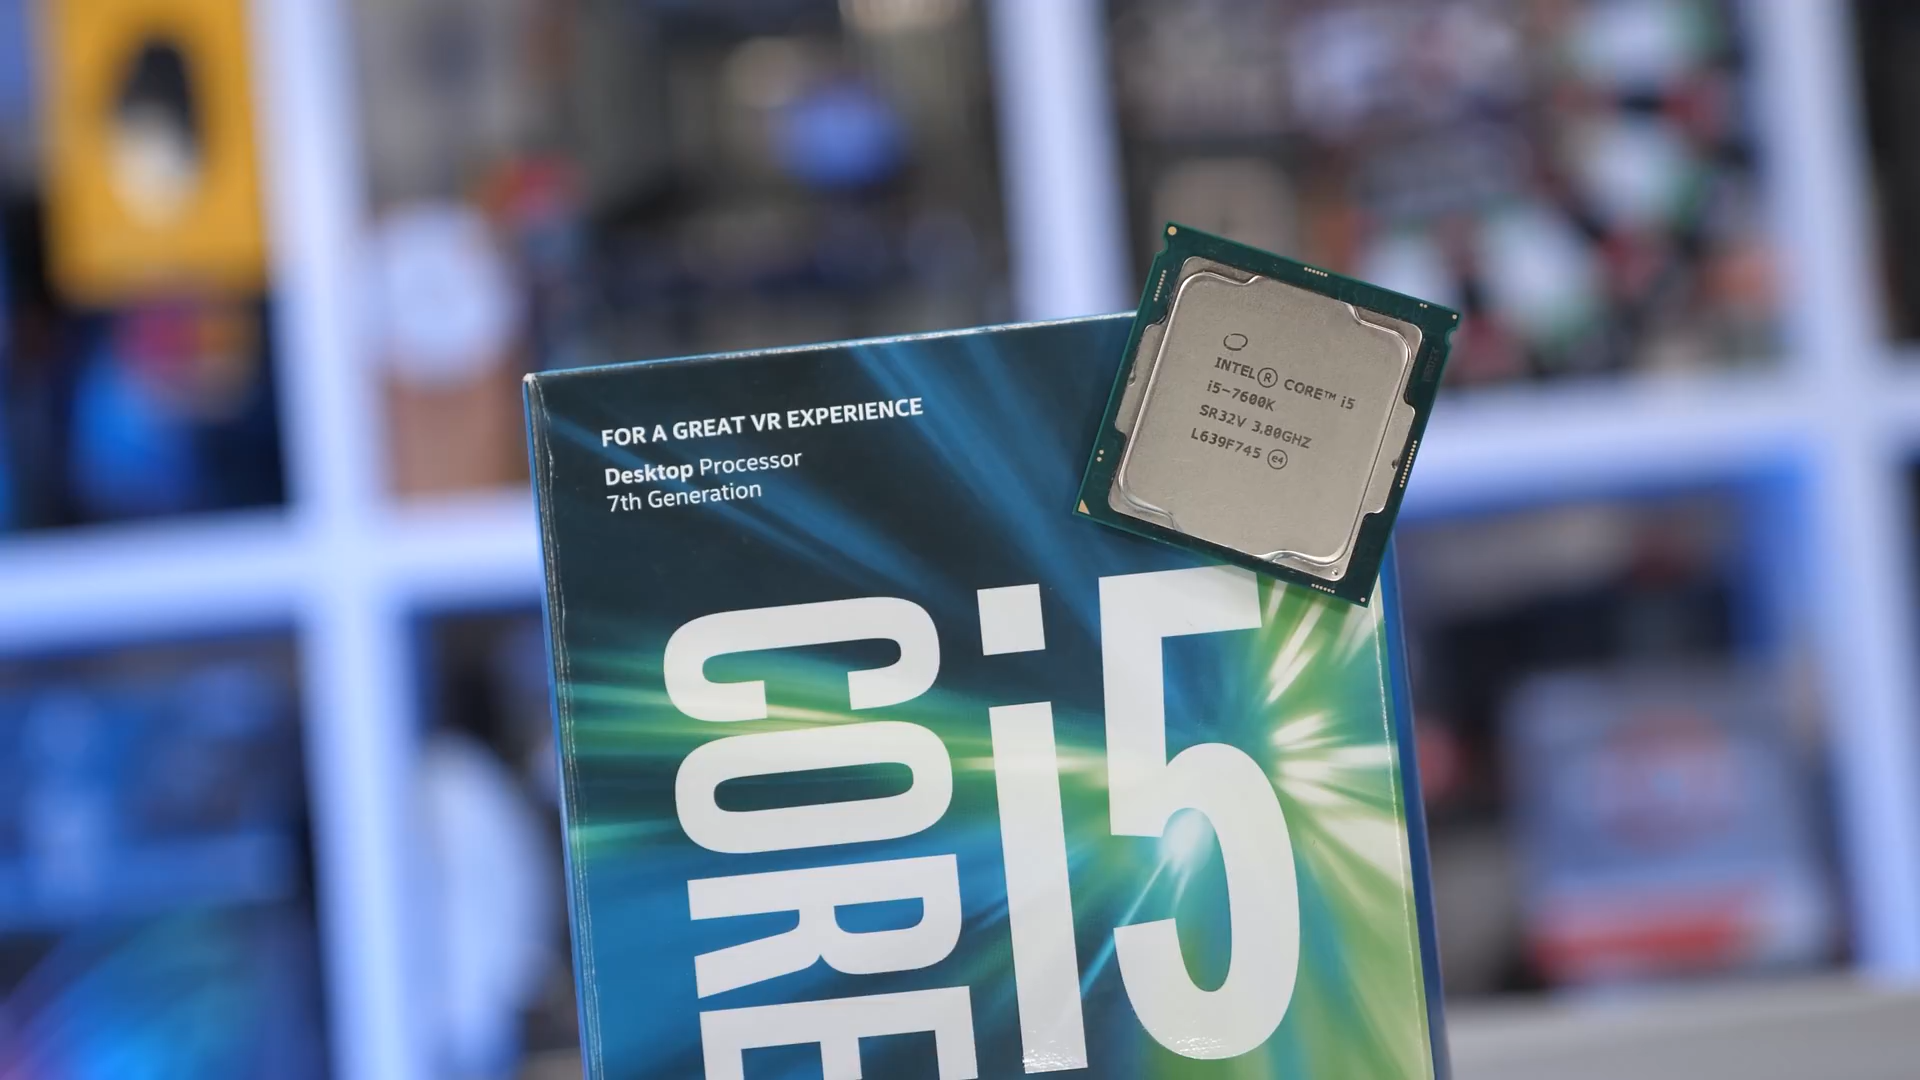 FOR A GREAT VR EXPERIENCE
Desktop Processor
7th Generation
CORE i5
INTEL® CORE™ i5
i5-7600K
SR32V 3.80GHZ
L639F745 e4